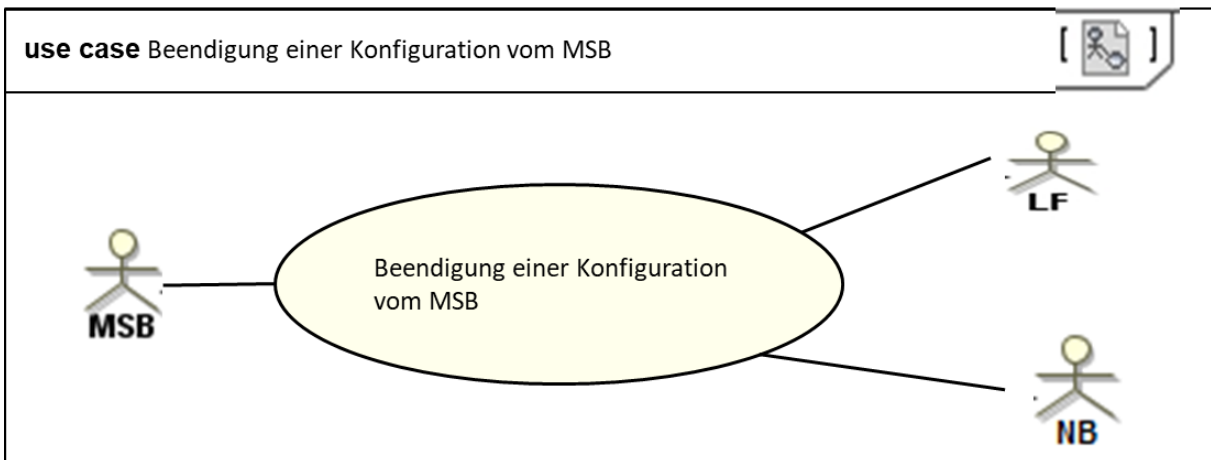 use case Beendigung einer Konfiguration vom MSB
[ ]
LF
MSB
Beendigung einer Konfiguration
vom MSB
NB